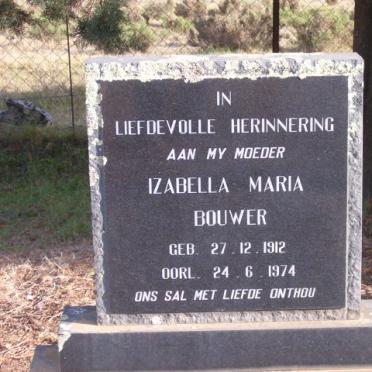 IN
LIEFDEVOLLE HERINNERING
AAN MY MOEDER
IZABELLA MARIA
BOUWER
GEB. 27.12.1912
OORL. 24.6.1974
ONS SAL MET LIEFDE ONTHOU